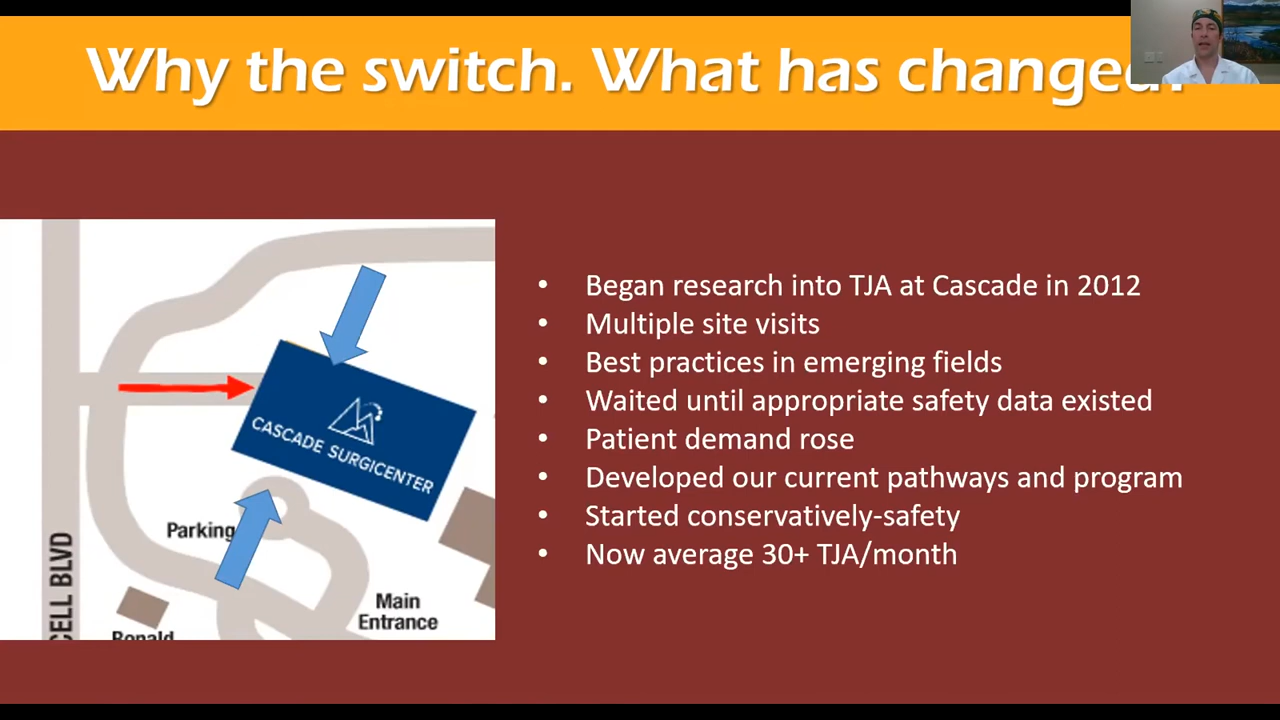 Why the switch. What has changed?
CASCADE SURGICENTER
Parking
CELL BLVD
Main
Entrance
Ronald
• Began research into TJA at Cascade in 2012
• Multiple site visits
• Best practices in emerging fields
• Waited until appropriate safety data existed
• Patient demand rose
• Developed our current pathways and program
• Started conservatively-safety
• Now average 30+ TJA/month